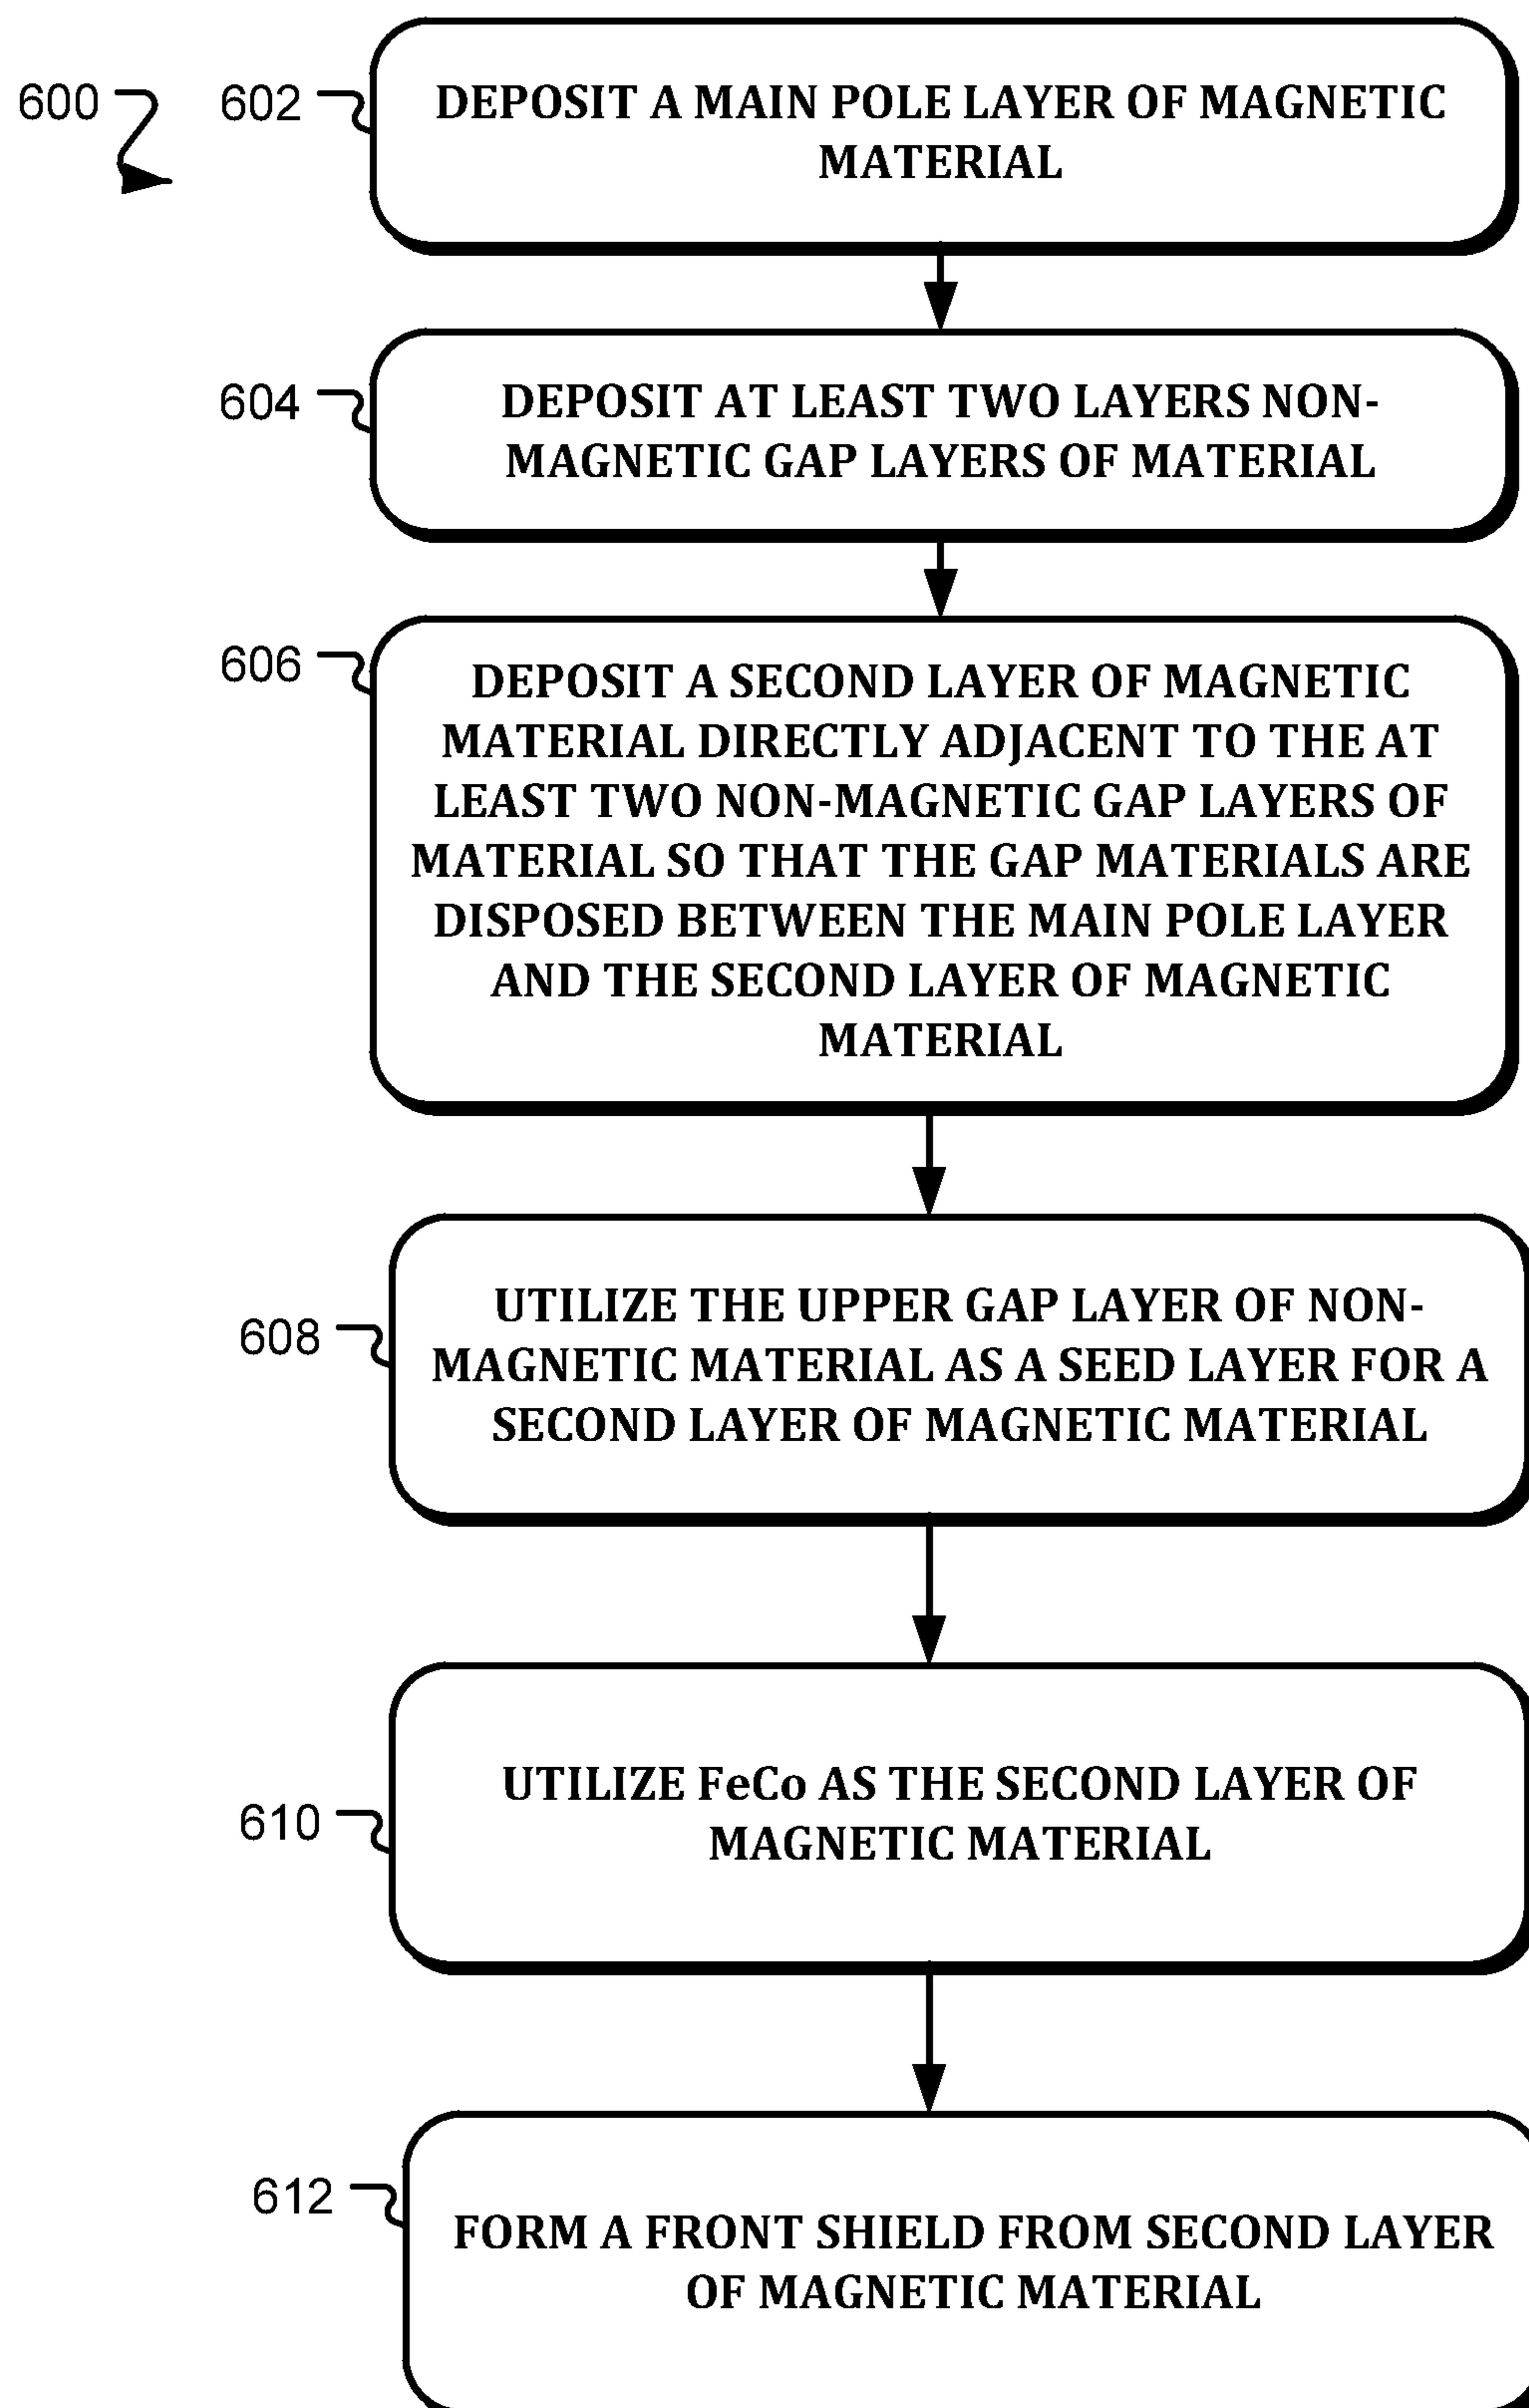 600
602
DEPOSIT A MAIN POLE LAYER OF MAGNETIC
MATERIAL
604
DEPOSIT AT LEAST TWO LAYERS NON-
MAGNETIC GAP LAYERS OF MATERIAL
606
DEPOSIT A SECOND LAYER OF MAGNETIC
MATERIAL DIRECTLY ADJACENT TO THE AT
LEAST TWO NON-MAGNETIC GAP LAYERS OF
MATERIAL SO THAT THE GAP MATERIALS ARE
DISPOSED BETWEEN THE MAIN POLE LAYER
AND THE SECOND LAYER OF MAGNETIC
MATERIAL
608
UTILIZE THE UPPER GAP LAYER OF NON-
MAGNETIC MATERIAL AS A SEED LAYER FOR A
SECOND LAYER OF MAGNETIC MATERIAL
610
UTILIZE FeCo AS THE SECOND LAYER OF
MAGNETIC MATERIAL
612
FORM A FRONT SHIELD FROM SECOND LAYER
OF MAGNETIC MATERIAL